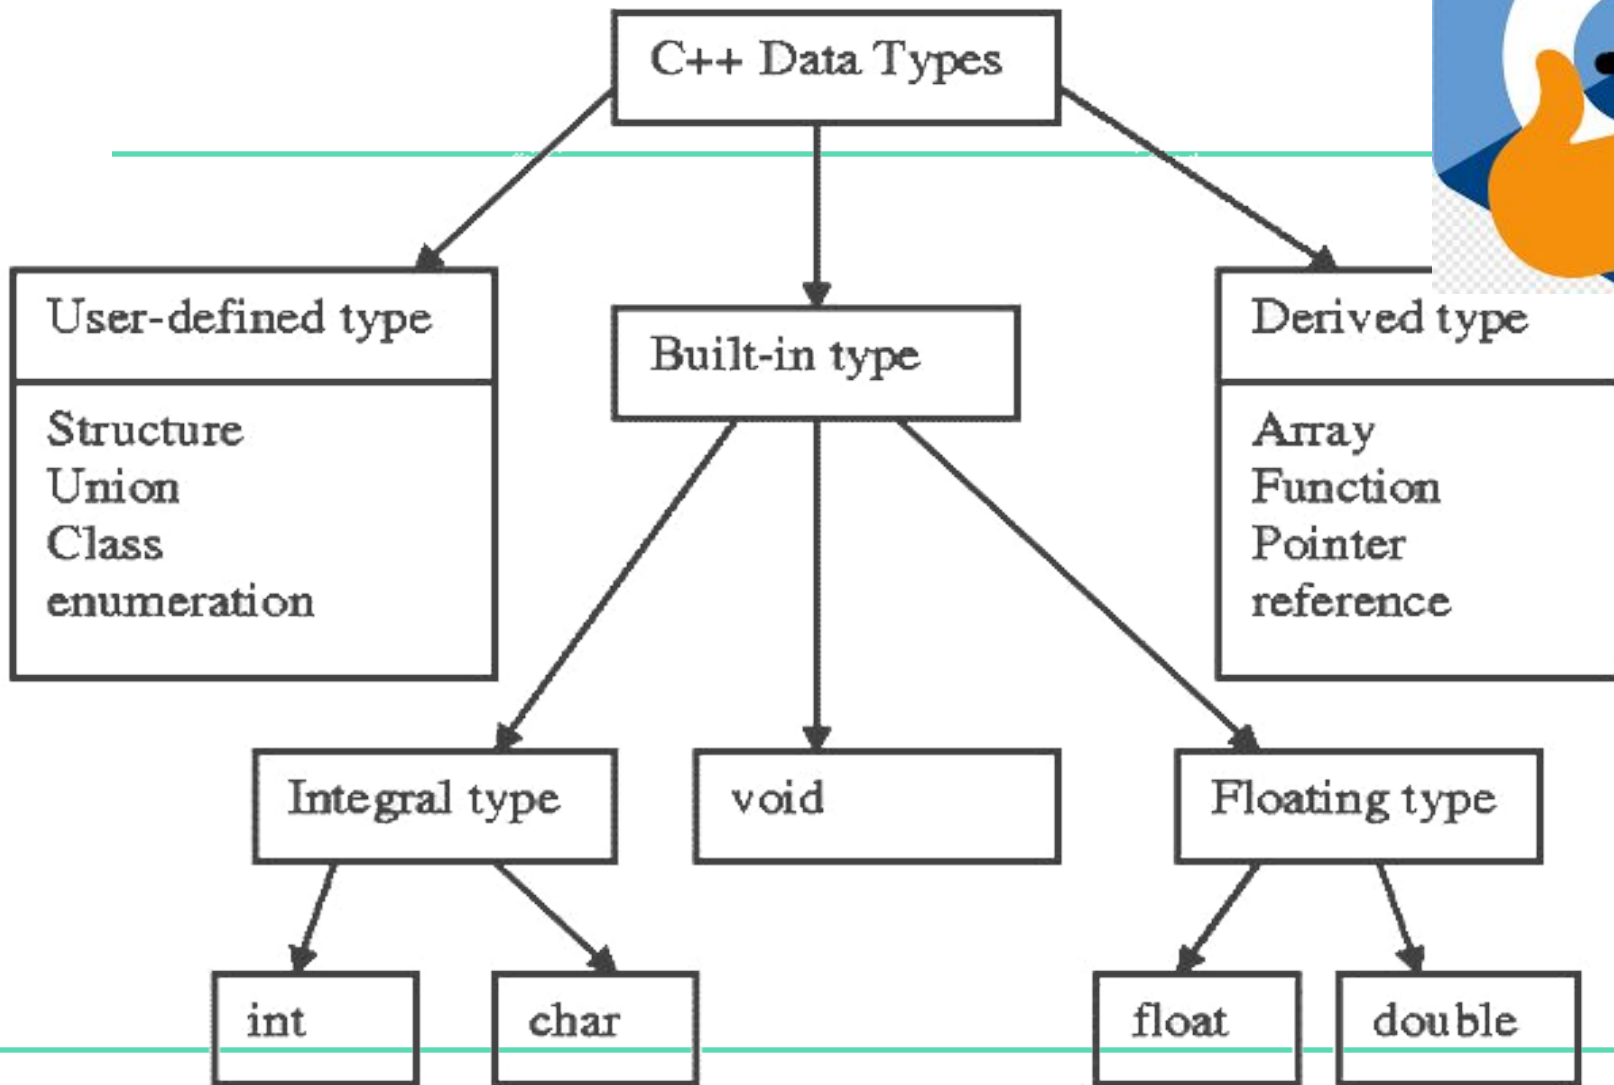 C++ Data Types
User-defined type
Structure
Union
Class
enumeration
Built-in type
Derived type
Array
Function
Pointer
reference
Integral type
void
Floating type
int
char
float
double